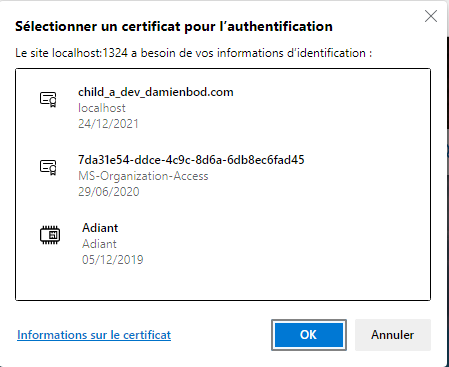 Sélectionner un certificat pour l’authentification
Le site localhost:1324 a besoin de vos informations d’identification :
child_a_dev_damienbod.com
localhost
24/12/2021
7da31e54-ddce-4c9c-8d6a-6db8ec6fad45
MS-Organization-Access
29/06/2020
Adiant
Adiant
05/12/2019
Informations sur le certificat
OK
Annuler